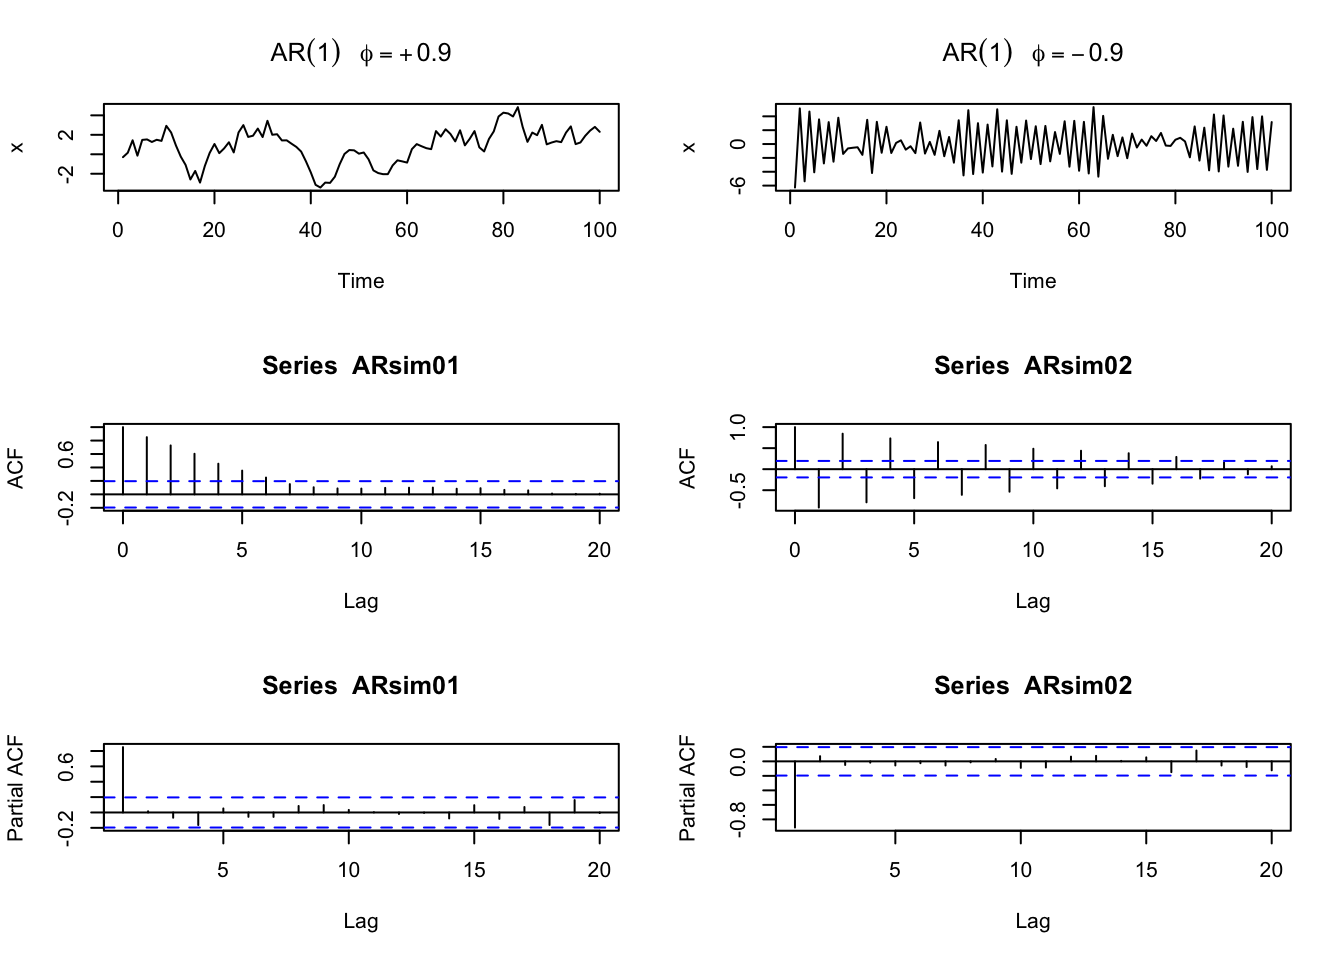 AR(1) ϕ = + 0.9
x
2
-2
0 20 40 60 80 100
Time
AR(1) ϕ = − 0.9
x
0
-6
0 20 40 60 80 100
Time
Series ARsim01
ACF
0.6
-0.2
0 5 10 15 20
Lag
Series ARsim02
ACF
1.0
-0.5
0 5 10 15 20
Lag
Series ARsim01
Partial ACF
0.6
-0.2
5 10 15 20
Lag
Series ARsim02
Partial ACF
0.0
-0.8
5 10 15 20
Lag